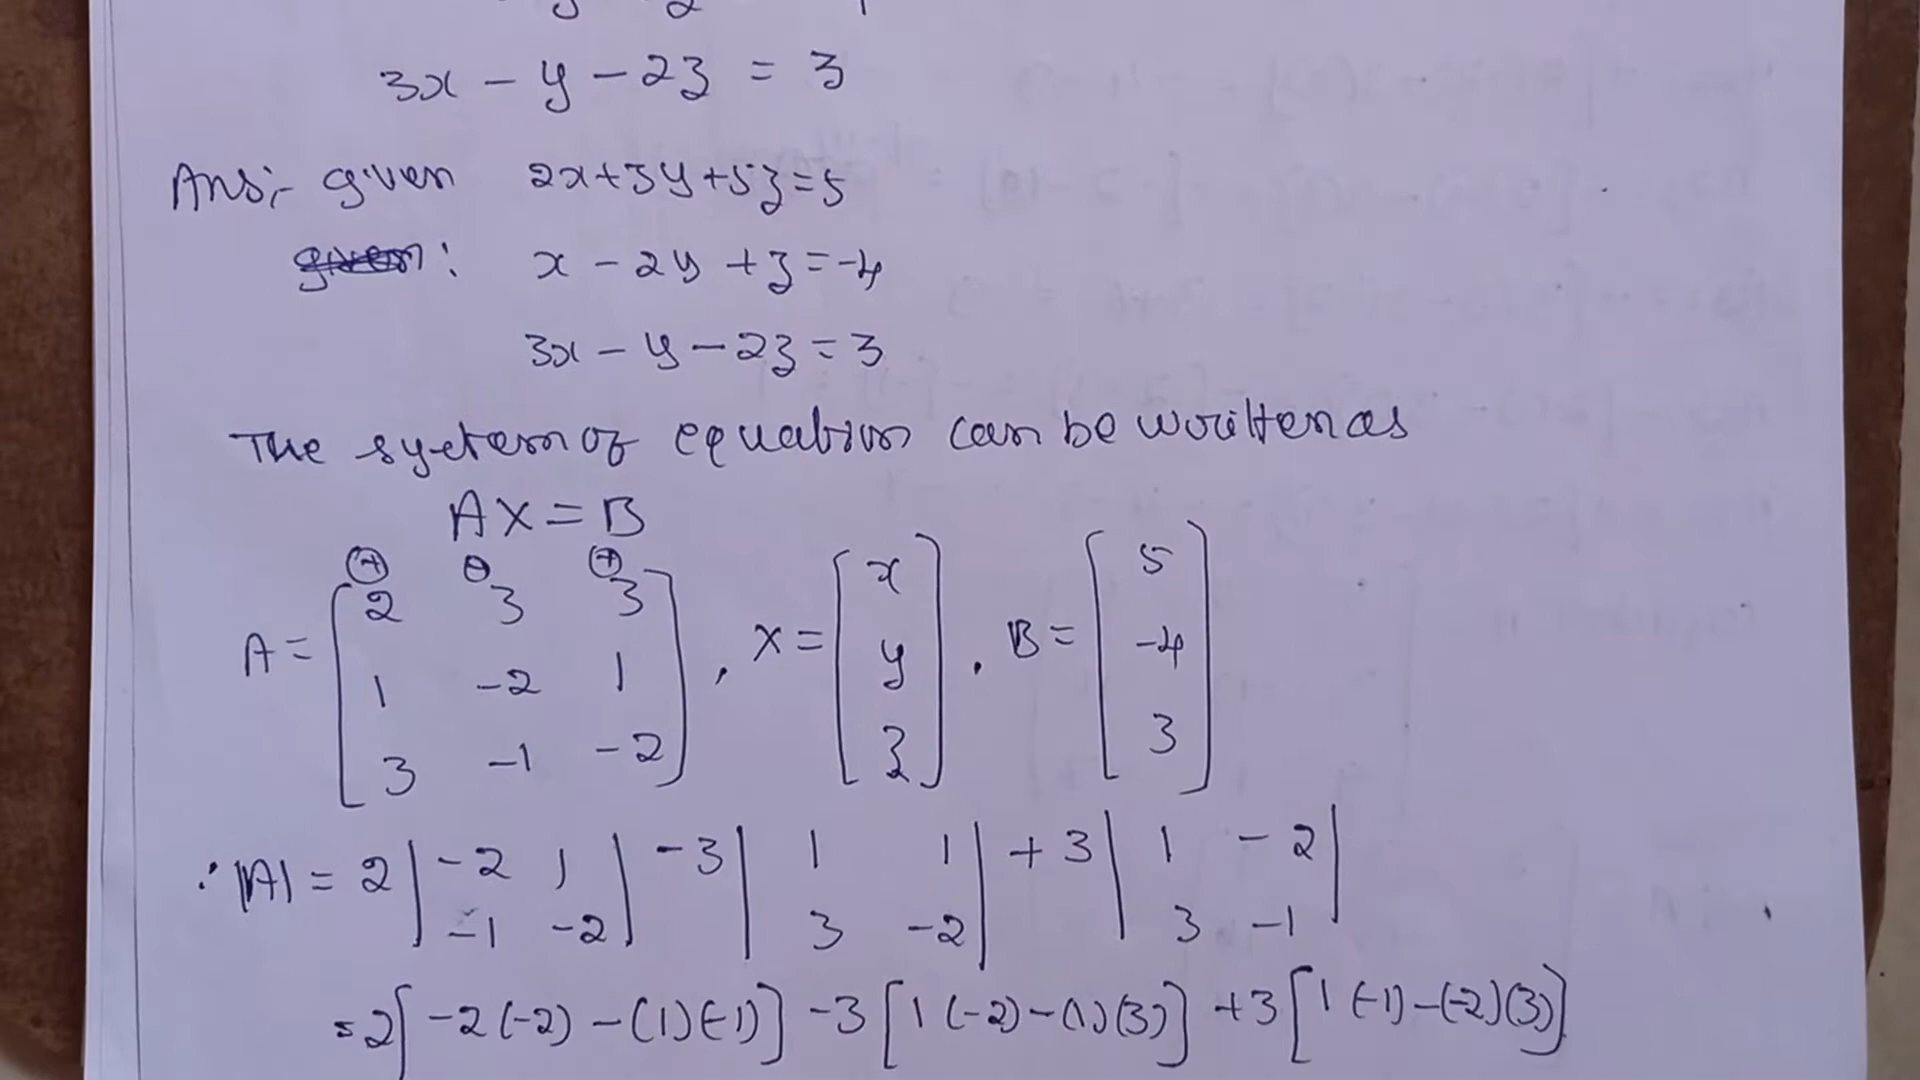 3x - y - 2z = 3
Ans:- given 2x+3y+5z=5
given: x - 2y + z = -4
3x - y - 2z = 3
The system of equation can be written as
AX = B
+ - +
A = [2 3 3
1 -2 1
3 -1 -2] , X = [x
y
z] , B = [5
-4
3]
∴ |A| = 2 |-2 1
-1 -2| -3 |1 1
3 -2| +3 |1 -2
3 -1|
= 2[-2(-2) - (1)(-1)] -3 [1(-2) - (1)(3)] +3 [1(-1) - (-2)(3)]